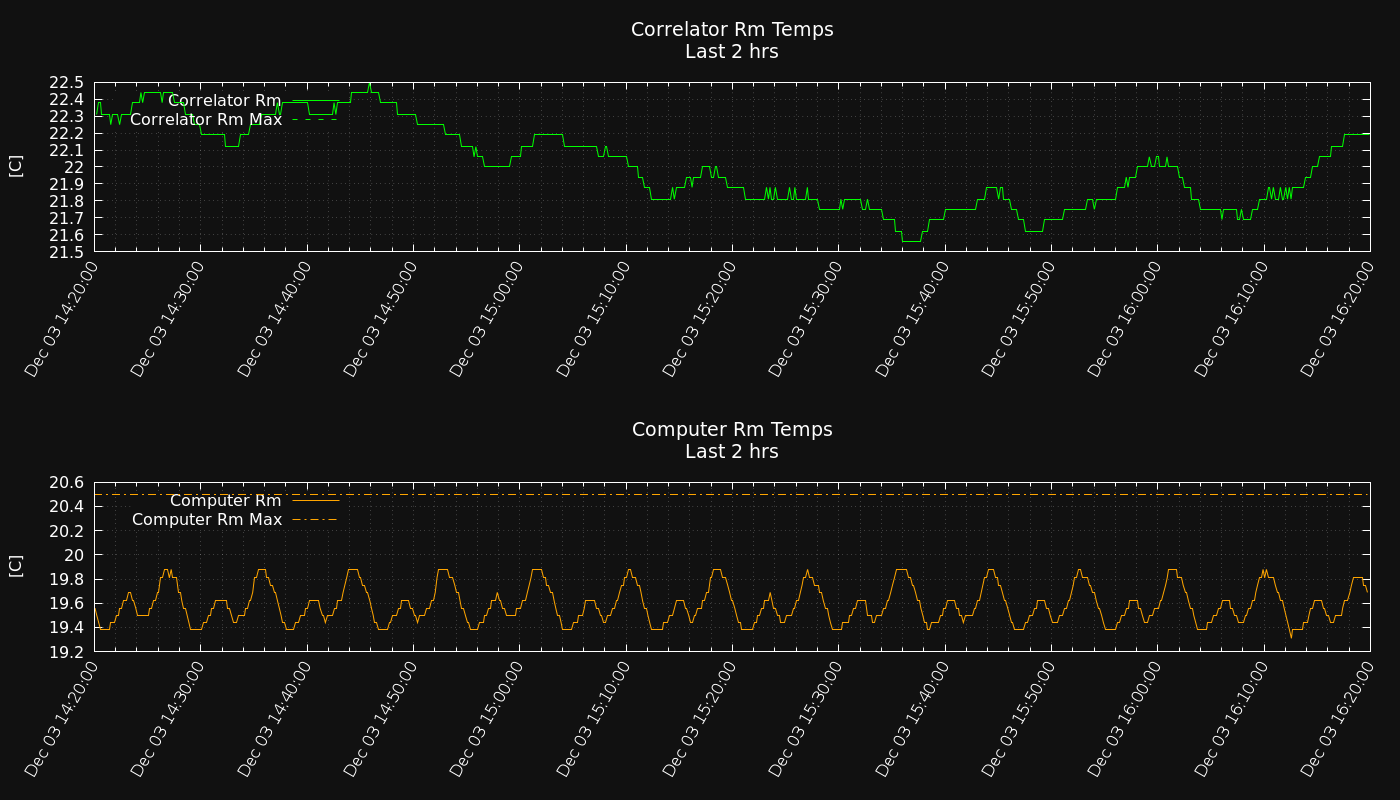 Correlator Rm Temps
Last 2 hrs
[C]
22.5
22.4
22.3
22.2
22.1
22
21.9
21.8
21.7
21.6
21.5
Correlator Rm
Correlator Rm Max
Dec 03 14:20:00
Dec 03 14:30:00
Dec 03 14:40:00
Dec 03 14:50:00
Dec 03 15:00:00
Dec 03 15:10:00
Dec 03 15:20:00
Dec 03 15:30:00
Dec 03 15:40:00
Dec 03 15:50:00
Dec 03 16:00:00
Dec 03 16:10:00
Dec 03 16:20:00
Computer Rm Temps
Last 2 hrs
[C]
20.6
20.4
20.2
20
19.8
19.6
19.4
19.2
Computer Rm
Computer Rm Max
Dec 03 14:20:00
Dec 03 14:30:00
Dec 03 14:40:00
Dec 03 14:50:00
Dec 03 15:00:00
Dec 03 15:10:00
Dec 03 15:20:00
Dec 03 15:30:00
Dec 03 15:40:00
Dec 03 15:50:00
Dec 03 16:00:00
Dec 03 16:10:00
Dec 03 16:20:00